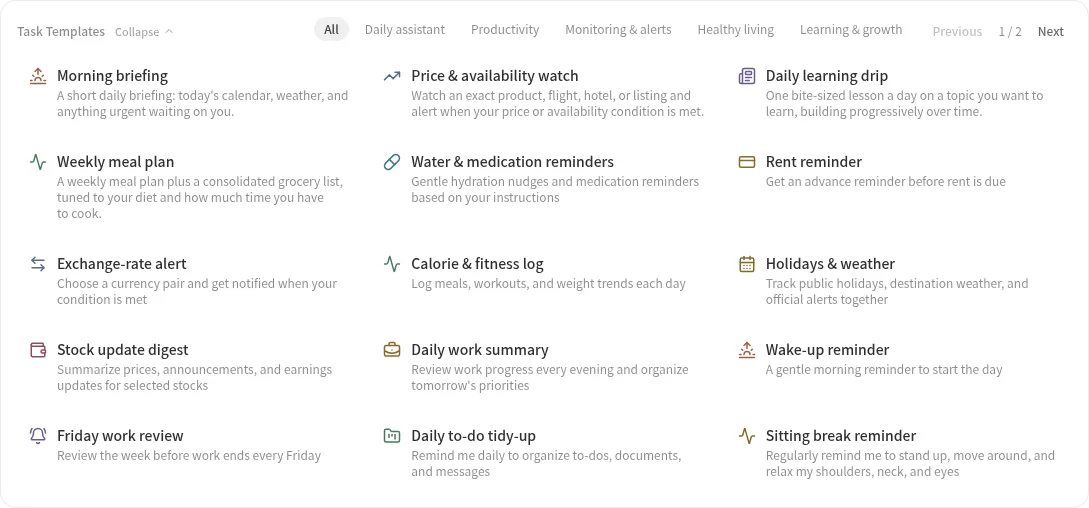 Task Templates Collapse
All Daily assistant Productivity Monitoring & alerts Healthy living Learning & growth Previous 1 / 2 Next
Morning briefing
A short daily briefing: today's calendar, weather, and
anything urgent waiting on you.
Price & availability watch
Watch an exact product, flight, hotel, or listing and
alert when your price or availability condition is met.
Daily learning drip
One bite-sized lesson a day on a topic you want to
learn, building progressively over time.
Weekly meal plan
A weekly meal plan plus a consolidated grocery list,
tuned to your diet and how much time you have
to cook.
Water & medication reminders
Gentle hydration nudges and medication reminders
based on your instructions
Rent reminder
Get an advance reminder before rent is due
Exchange-rate alert
Choose a currency pair and get notified when your
condition is met
Calorie & fitness log
Log meals, workouts, and weight trends each day
Holidays & weather
Track public holidays, destination weather, and
official alerts together
Stock update digest
Summarize prices, announcements, and earnings
updates for selected stocks
Daily work summary
Review work progress every evening and organize
tomorrow's priorities
Wake-up reminder
A gentle morning reminder to start the day
Friday work review
Review the week before work ends every Friday
Daily to-do tidy-up
Remind me daily to organize to-dos, documents,
and messages
Sitting break reminder
Regularly remind me to stand up, move around, and
relax my shoulders, neck, and eyes